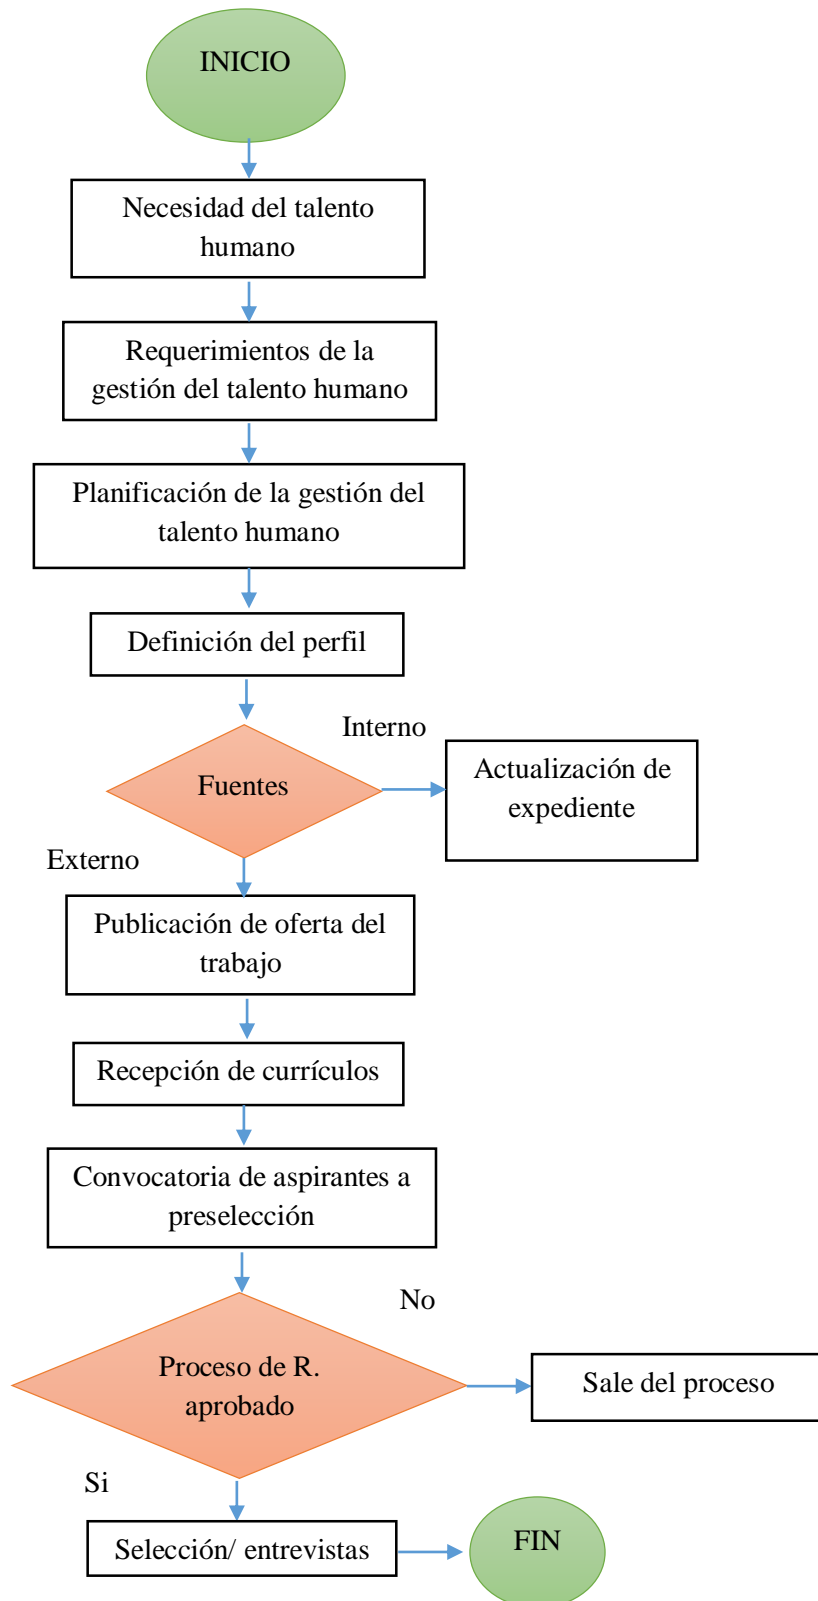 INICIO
Necesidad del talento
humano
Requerimientos de la
gestión del talento humano
Planificación de la gestión del
talento humano
Definición del perfil
Interno
Fuentes
Actualización de
expediente
Externo
Publicación de oferta del
trabajo
Recepción de currículos
Convocatoria de aspirantes a
preselección
No
Proceso de R.
aprobado
Sale del proceso
Si
Selección/ entrevistas
FIN